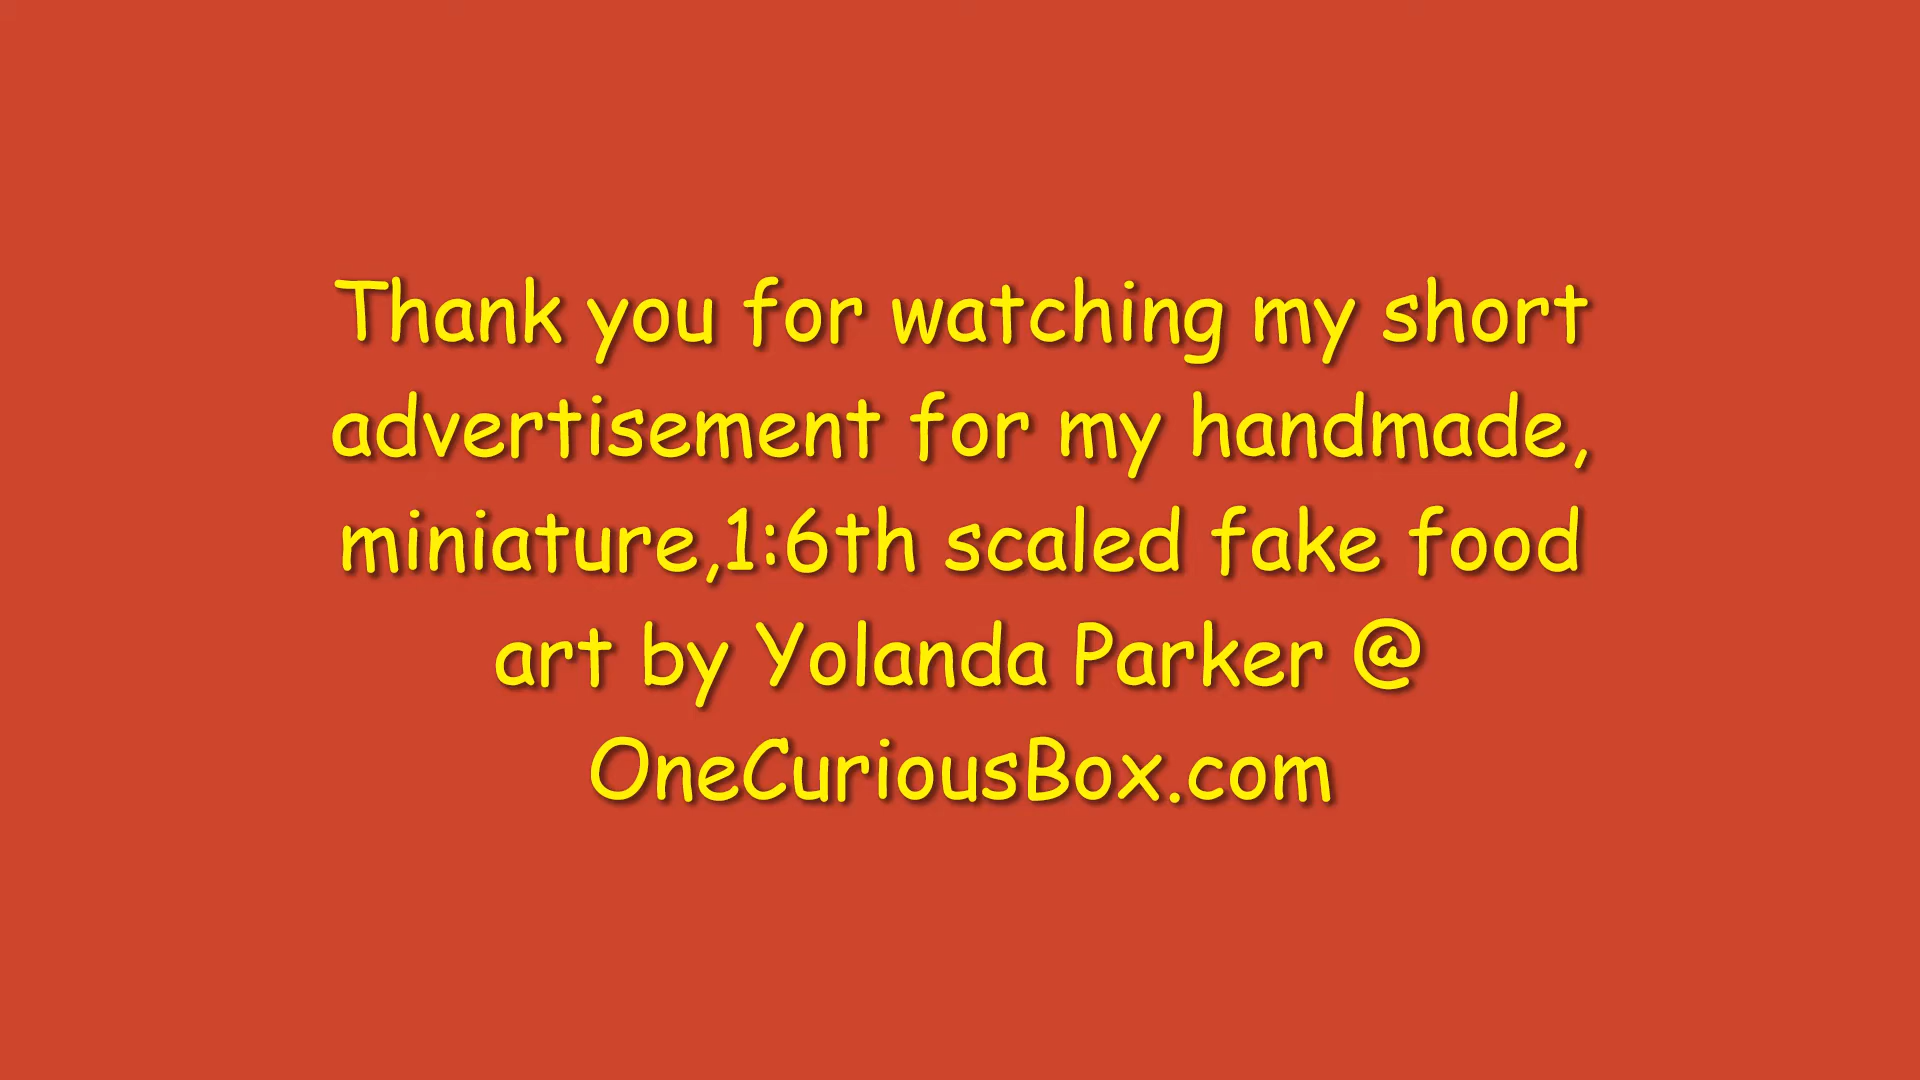 Thank you for watching my short
advertisement for my handmade,
miniature,1:6th scaled fake food
art by Yolanda Parker @
OneCuriousBox.com